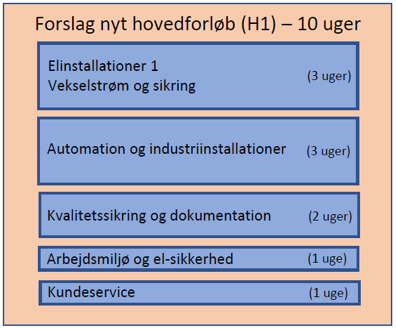 Forslag nyt hovedforløb (H1) – 10 uger
Elinstallationer 1
Vekselstrøm og sikring
(3 uger)
Automation og industriinstallationer
(3 uger)
Kvalitetssikring og dokumentation
(2 uger)
Arbejdsmiljø og el-sikkerhed
(1 uge)
Kundeservice
(1 uge)